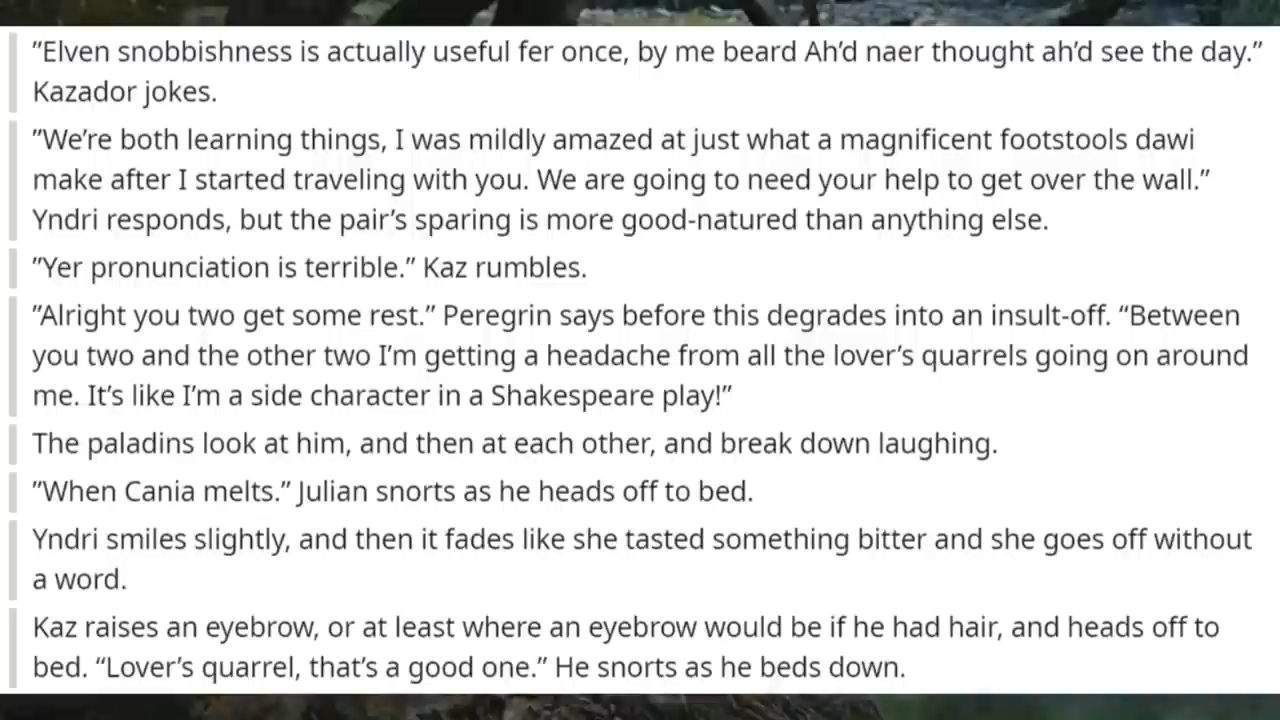 ”Elven snobbishness is actually useful fer once, by me beard Ah’d naer thought ah’d see the day.”
Kazador jokes.
”We’re both learning things, I was mildly amazed at just what a magnificent footstools dawi
make after I started traveling with you. We are going to need your help to get over the wall.”
Yndri responds, but the pair’s sparing is more good-natured than anything else.
”Yer pronunciation is terrible.” Kaz rumbles.
”Alright you two get some rest.” Peregrin says before this degrades into an insult-off. “Between
you two and the other two I’m getting a headache from all the lover’s quarrels going on around
me. It’s like I’m a side character in a Shakespeare play!”
The paladins look at him, and then at each other, and break down laughing.
”When Cania melts.” Julian snorts as he heads off to bed.
Yndri smiles slightly, and then it fades like she tasted something bitter and she goes off without
a word.
Kaz raises an eyebrow, or at least where an eyebrow would be if he had hair, and heads off to
bed. “Lover’s quarrel, that’s a good one.” He snorts as he beds down.